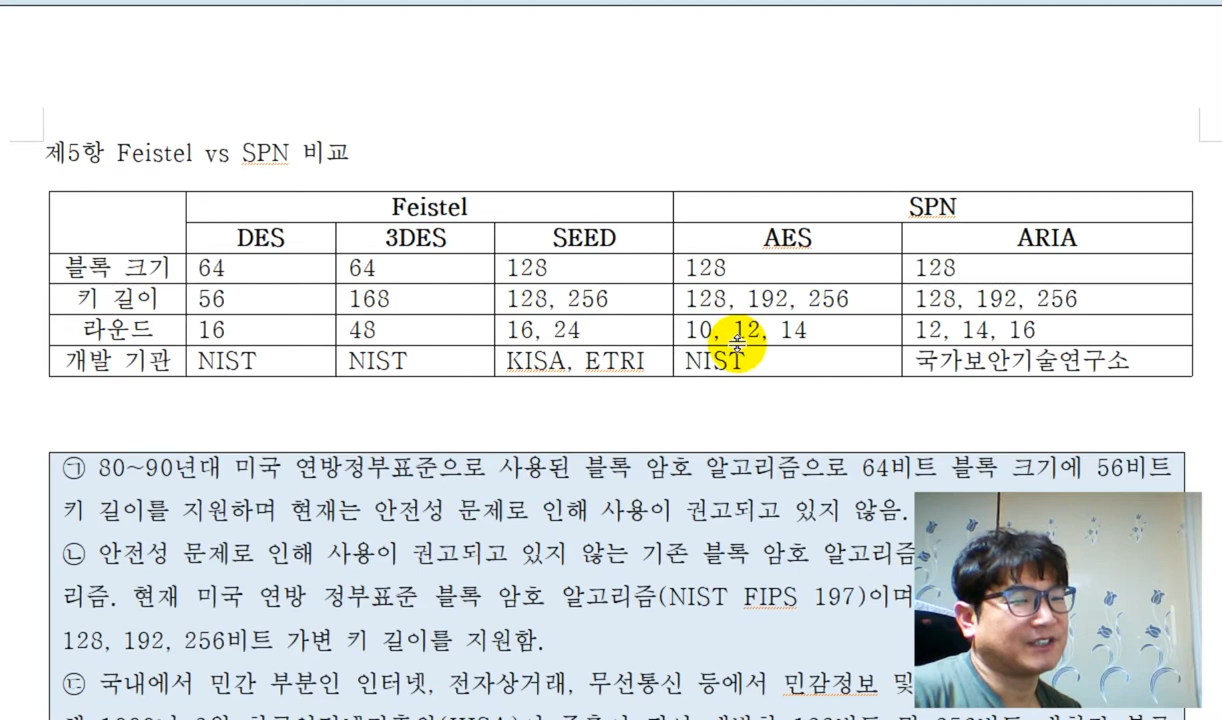 제5항 Feistel vs SPN 비교
Feistel SPN
DES 3DES SEED AES ARIA
블록 크기 64 64 128 128 128
키 길이 56 168 128, 256 128, 192, 256 128, 192, 256
라운드 16 48 16, 24 10, 12, 14 12, 14, 16
개발 기관 NIST NIST KISA, ETRI NIST 국가보안기술연구소
㉠ 80~90년대 미국 연방정부표준으로 사용된 블록 암호 알고리즘으로 64비트 블록 크기에 56비트
키 길이를 지원하며 현재는 안전성 문제로 인해 사용이 권고되고 있지 않음.
㉡ 안전성 문제로 인해 사용이 권고되고 있지 않는 기존 블록 암호 알고리즘
리즘. 현재 미국 연방 정부표준 블록 암호 알고리즘(NIST FIPS 197)이며
128, 192, 256비트 가변 키 길이를 지원함.
㉢ 국내에서 민간 부분인 인터넷, 전자상거래, 무선통신 등에서 민감정보 및